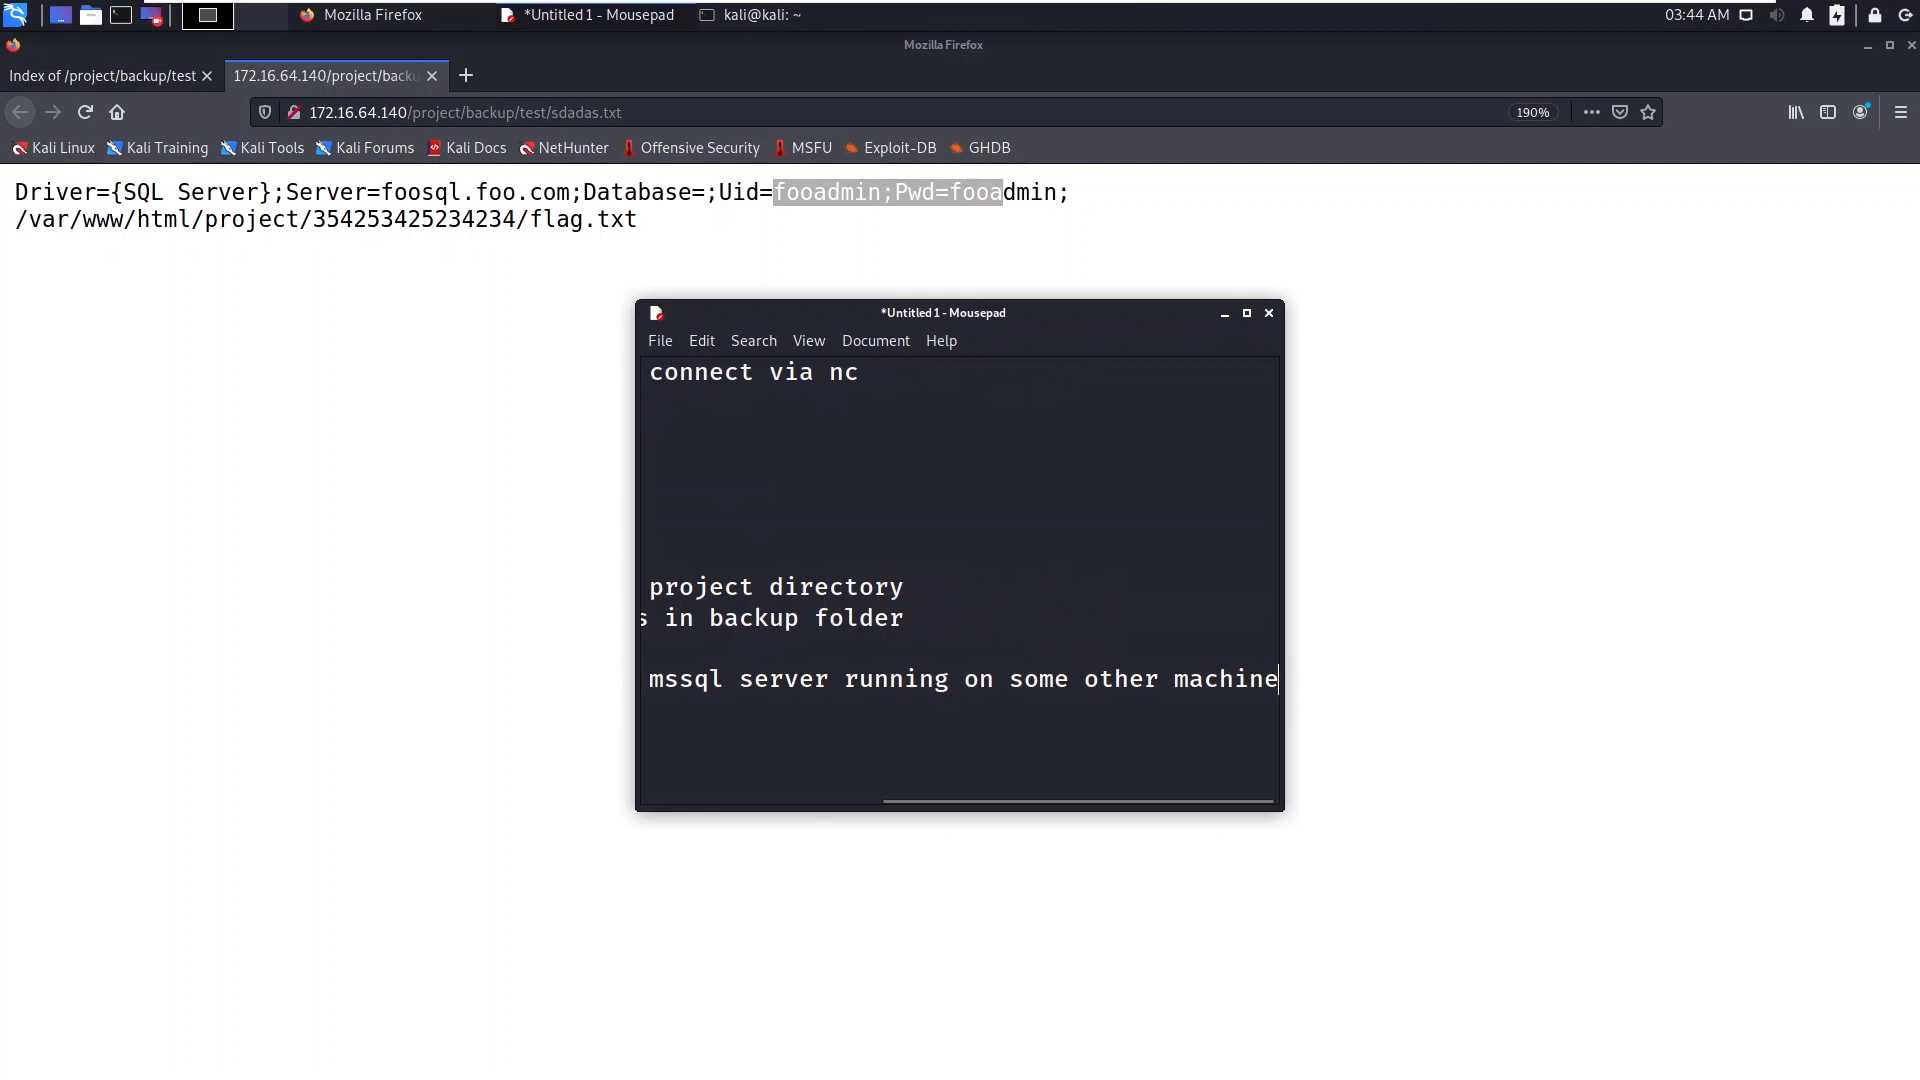 Mozilla Firefox
*Untitled 1 - Mousepad
kali@kali: ~
03:44 AM
Mozilla Firefox
Index of /project/backup/test
172.16.64.140/project/backu
172.16.64.140/project/backup/test/sdadas.txt
190%
Kali Linux
Kali Training
Kali Tools
Kali Forums
Kali Docs
NetHunter
Offensive Security
MSFU
Exploit-DB
GHDB
Driver={SQL Server};Server=foosql.foo.com;Database=;Uid=fooadmin;Pwd=fooadmin;
/var/www/html/project/354253425234234/flag.txt
*Untitled 1 - Mousepad
File Edit Search View Document Help
connect via nc
project directory
s in backup folder
mssql server running on some other machine